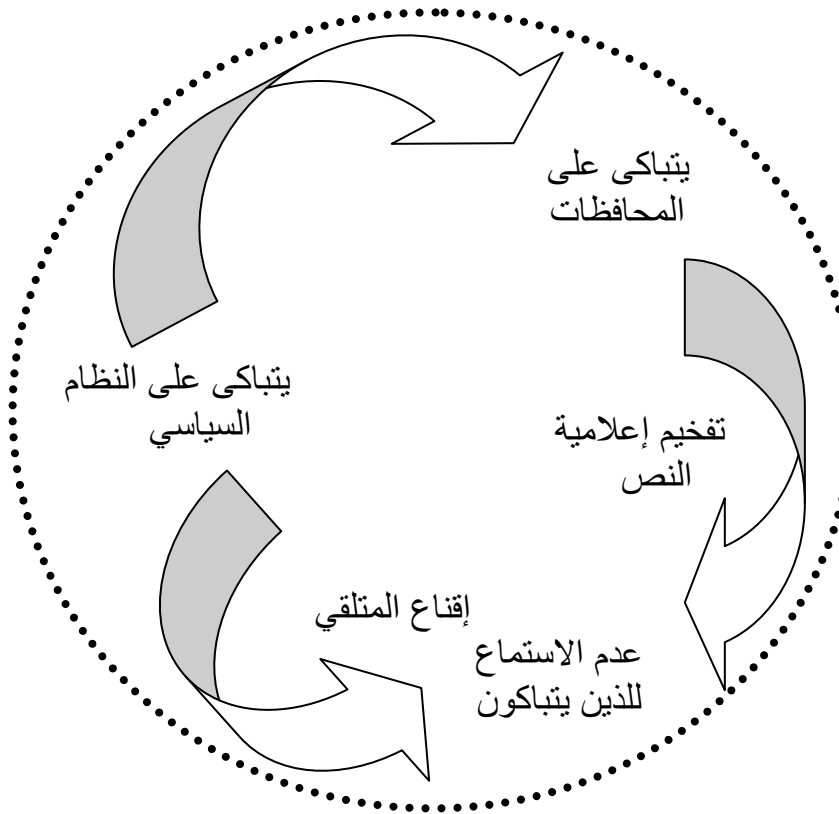 يتباكى على
المحافظات
يتباكى على النظام
السياسي
تفخيم إعلامية
النص
إقناع المتلقي
عدم الاستماع
للذين يتباكون